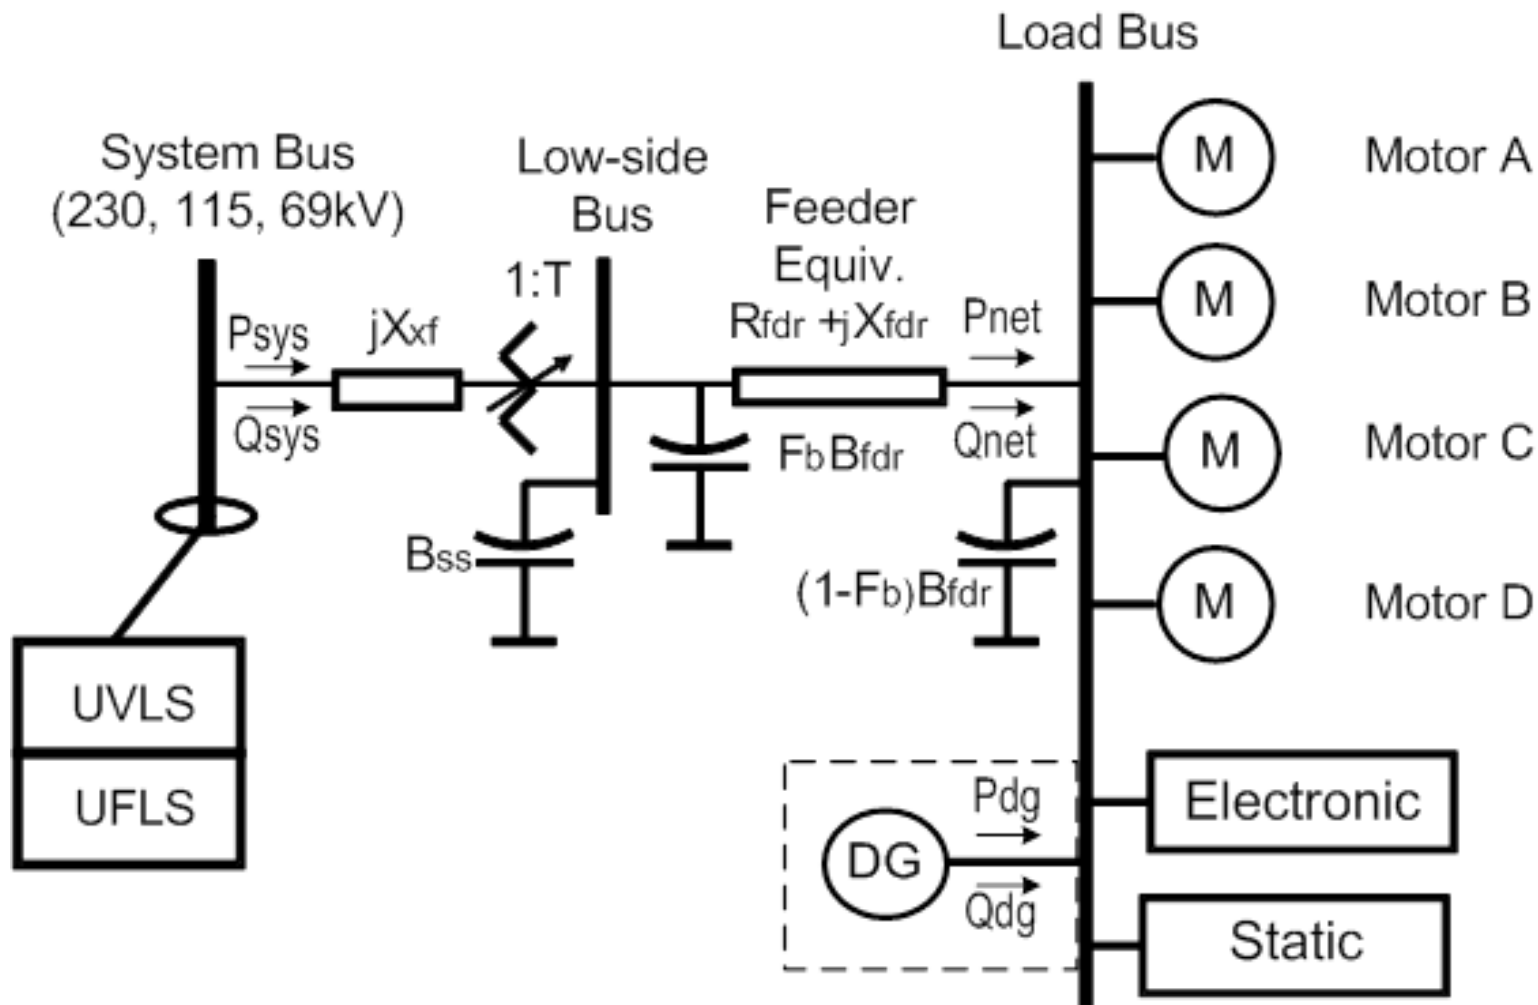 Load Bus
System Bus
(230, 115, 69kV)
Low-side
Bus
Feeder
Equiv.
Rfdr +jXfdr
1:T
jXxf
Psys
Qsys
Pnet
Qnet
FbBfdr
Bss
(1-Fb)Bfdr
M
Motor A
M
Motor B
M
Motor C
M
Motor D
UVLS
UFLS
DG
Pdg
Qdg
Electronic
Static